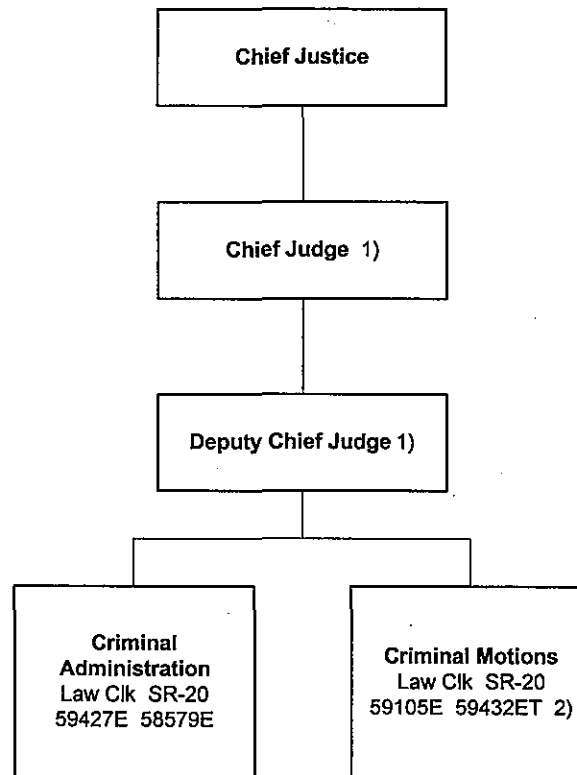 Chief Justice
Chief Judge 1)
Deputy Chief Judge 1)
Criminal
Administration
Law Clk SR-20
59427E 58579E
Criminal Motions
Law Clk SR-20
59105E 59432ET 2)